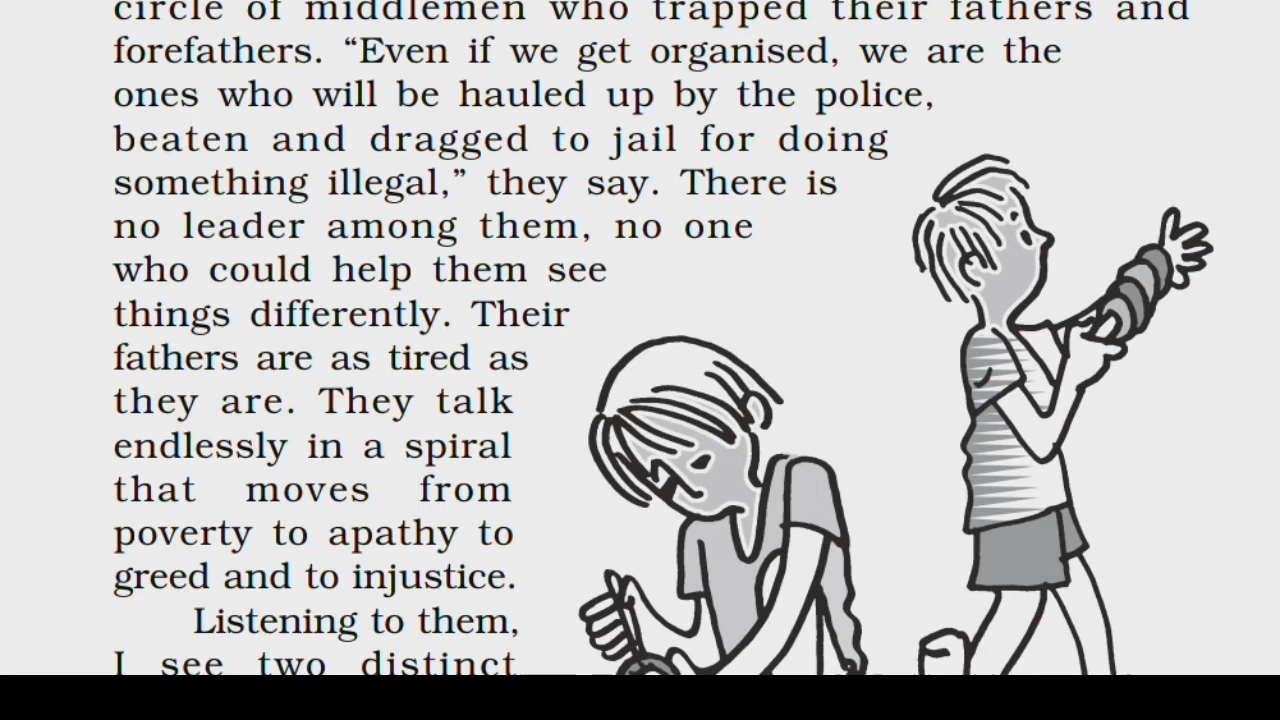 circle of middlemen who trapped their fathers and
forefathers. “Even if we get organised, we are the
ones who will be hauled up by the police,
beaten and dragged to jail for doing
something illegal,” they say. There is
no leader among them, no one
who could help them see
things differently. Their
fathers are as tired as
they are. They talk
endlessly in a spiral
that moves from
poverty to apathy to
greed and to injustice.
Listening to them,
I see two distinct